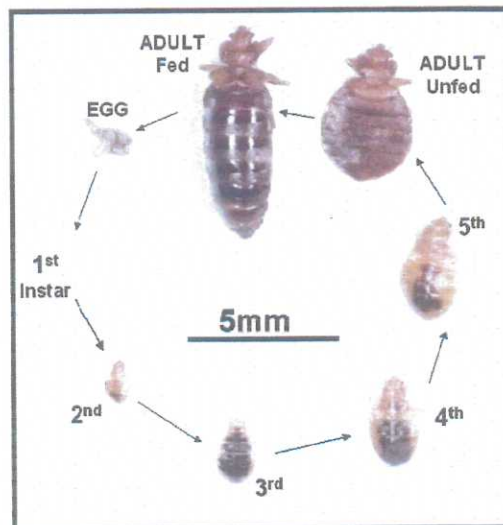 ADULT
Fed
ADULT
Unfed
EGG
5th
1st
Instar
5mm
2nd
4th
3rd